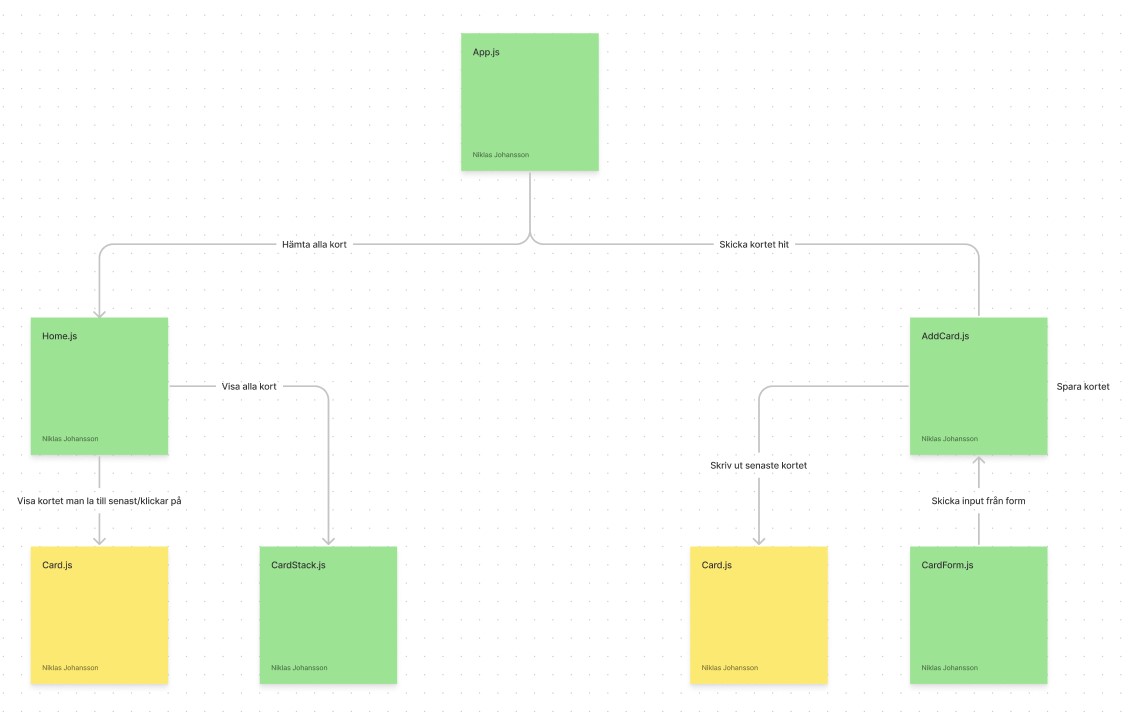 App.js
Niklas Johansson
Hämta alla kort
Skicka kortet hit
Home.js
Niklas Johansson
Visa alla kort
AddCard.js
Niklas Johansson
Spara kortet
Skriv ut senaste kortet
Visa kortet man la till senast/klickar på
Skicka input från form
Card.js
Niklas Johansson
CardStack.js
Niklas Johansson
Card.js
Niklas Johansson
CardForm.js
Niklas Johansson